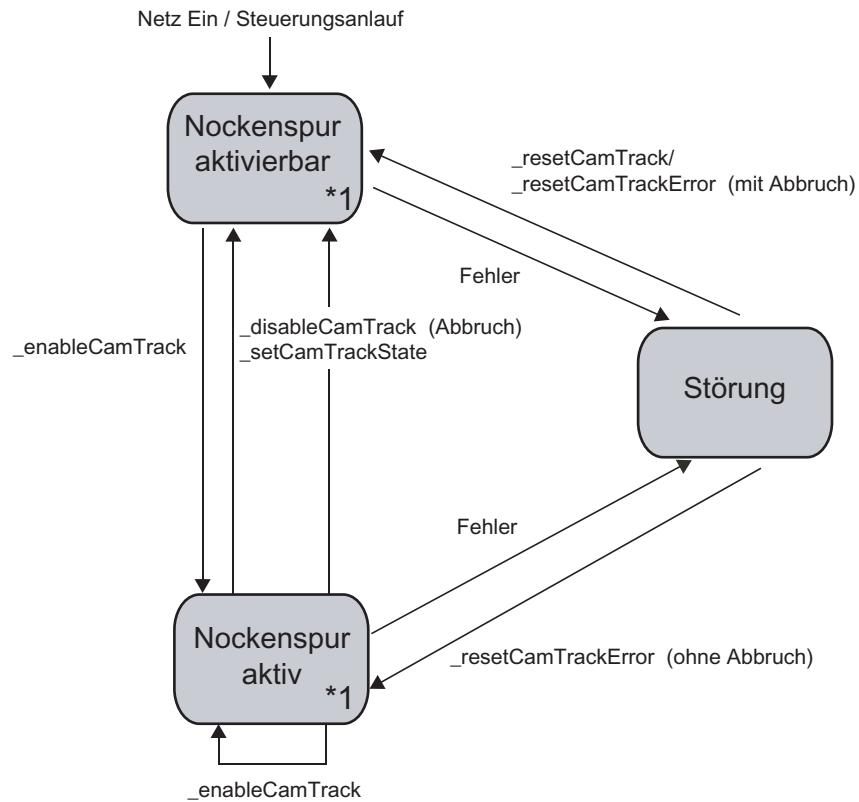 Netz Ein / Steuerungsanlauf
Nockenspur
aktivierbar
*1
_resetCamTrack/
_resetCamTrackError (mit Abbruch)
Fehler
_disableCamTrack (Abbruch)
_setCamTrackState
_enableCamTrack
Störung
Fehler
Nockenspur
aktiv
*1
_resetCamTrackError (ohne Abbruch)
_enableCamTrack